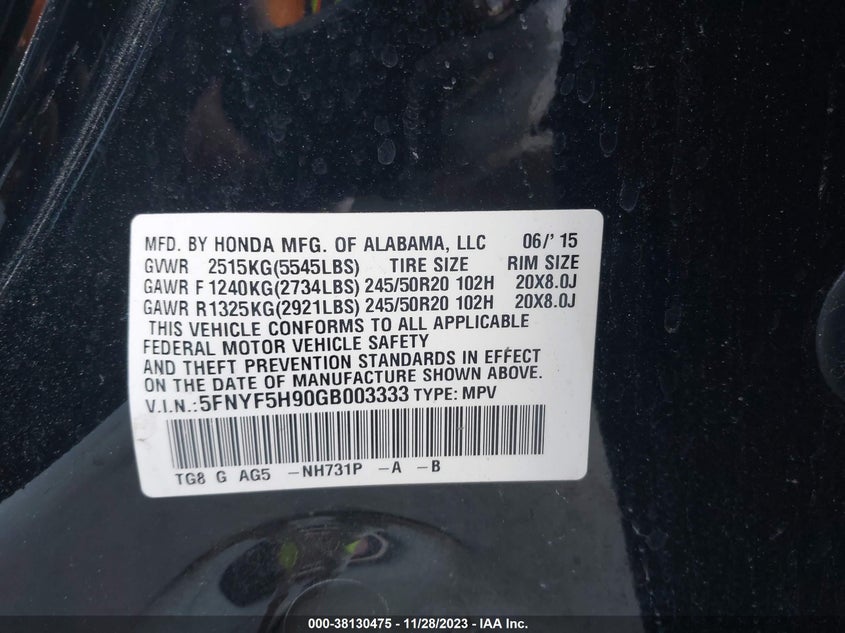 MFD. BY HONDA MFG. OF ALABAMA, LLC 06/'15
GVWR 2515KG(5545LBS) TIRE SIZE RIM SIZE
GAWR F 1240KG(2734LBS) 245/50R20 102H 20X8.0J
GAWR R1325KG(2921LBS) 245/50R20 102H 20X8.0J
THIS VEHICLE CONFORMS TO ALL APPLICABLE
FEDERAL MOTOR VEHICLE SAFETY
AND THEFT PREVENTION STANDARDS IN EFFECT
ON THE DATE OF MANUFACTURE SHOWN ABOVE.
V.I.N.:5FNYF5H90GB003333 TYPE: MPV
TG8 G AG5 -NH731P -A -B
000-38130475 - 11/28/2023 - IAA Inc.